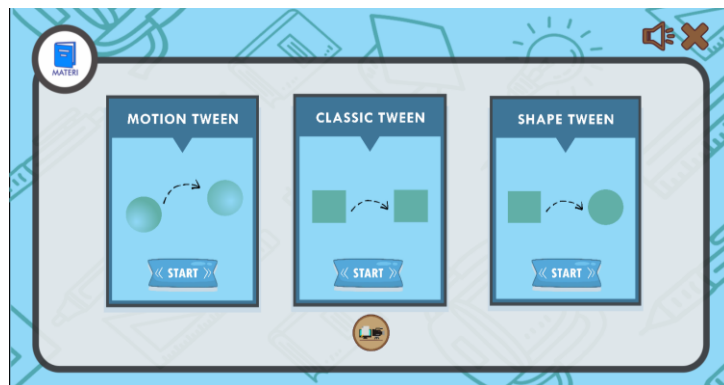 MATERI
MOTION TWEEN
CLASSIC TWEEN
SHAPE TWEEN
START
START
START